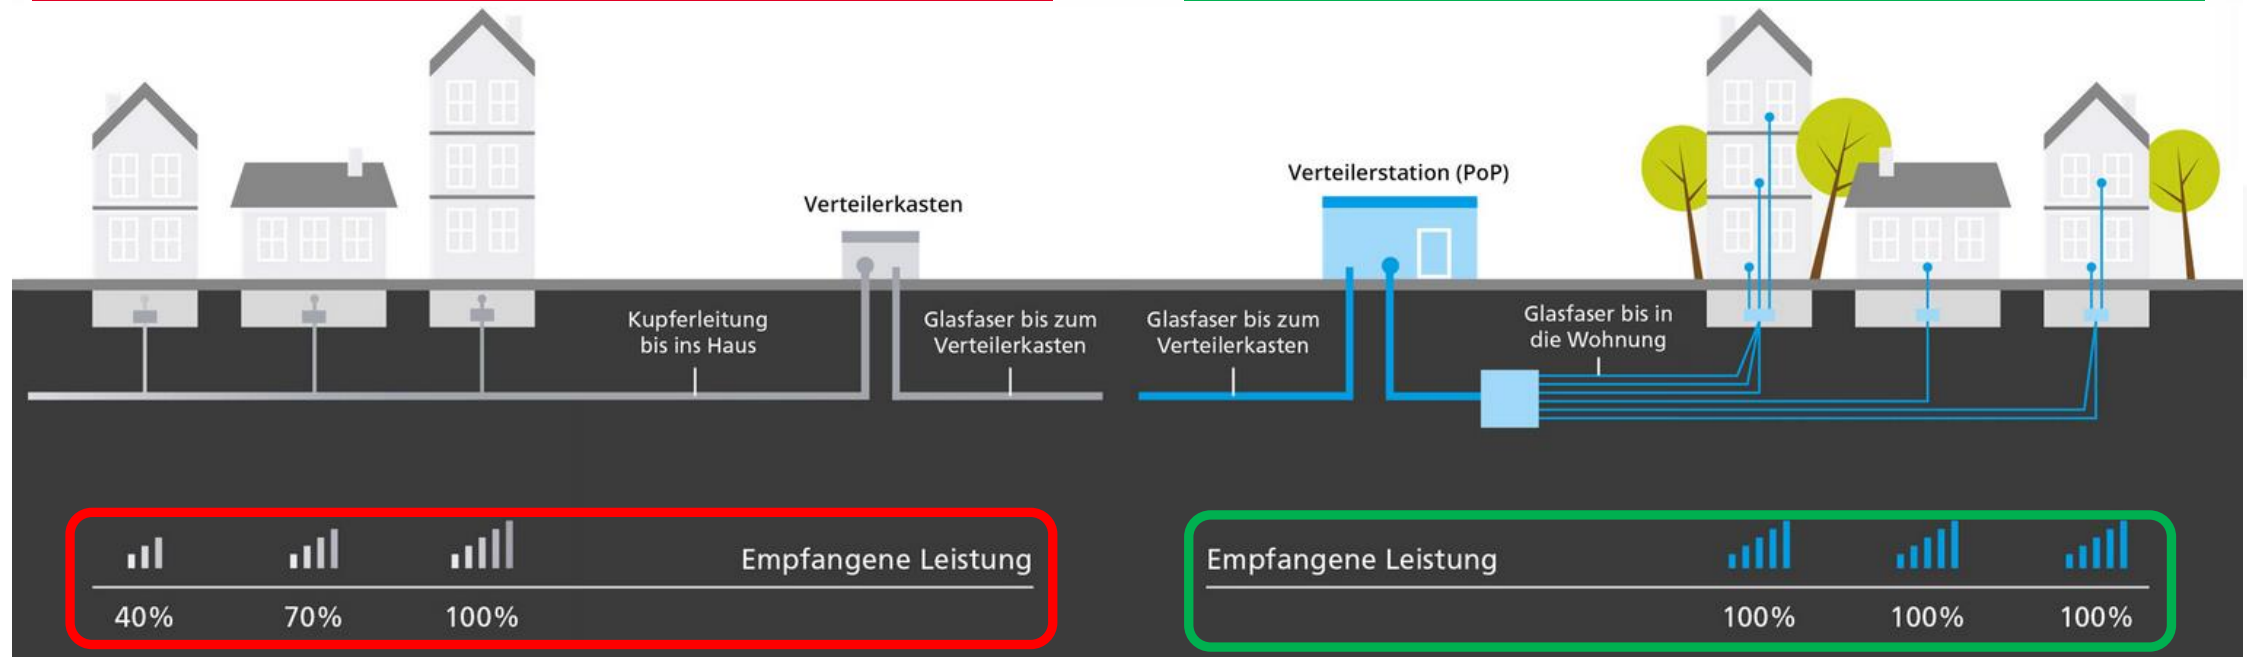 Verteilerkasten
Verteilerstation (PoP)
Kupferleitung
bis ins Haus
Glasfaser bis zum
Verteilerkasten
Glasfaser bis zum
Verteilerkasten
Glasfaser bis in
die Wohnung
Empfangene Leistung
40% 70% 100%
Empfangene Leistung
100% 100% 100%